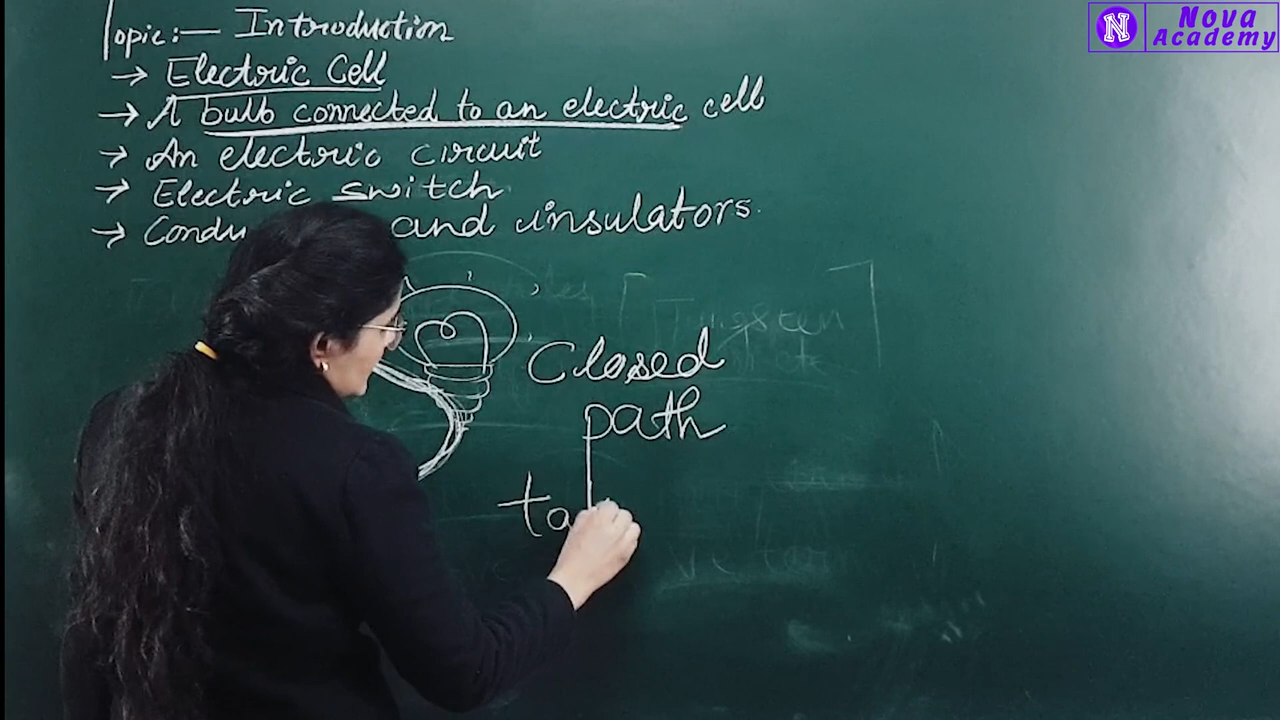 Topic:— Introduction
→ Electric Cell
→ A bulb connected to an electric cell
→ An electric circuit
→ Electric switch
→ Condu and insulators.
Tungsten
Closed
path
ta
Nova
Academy
N